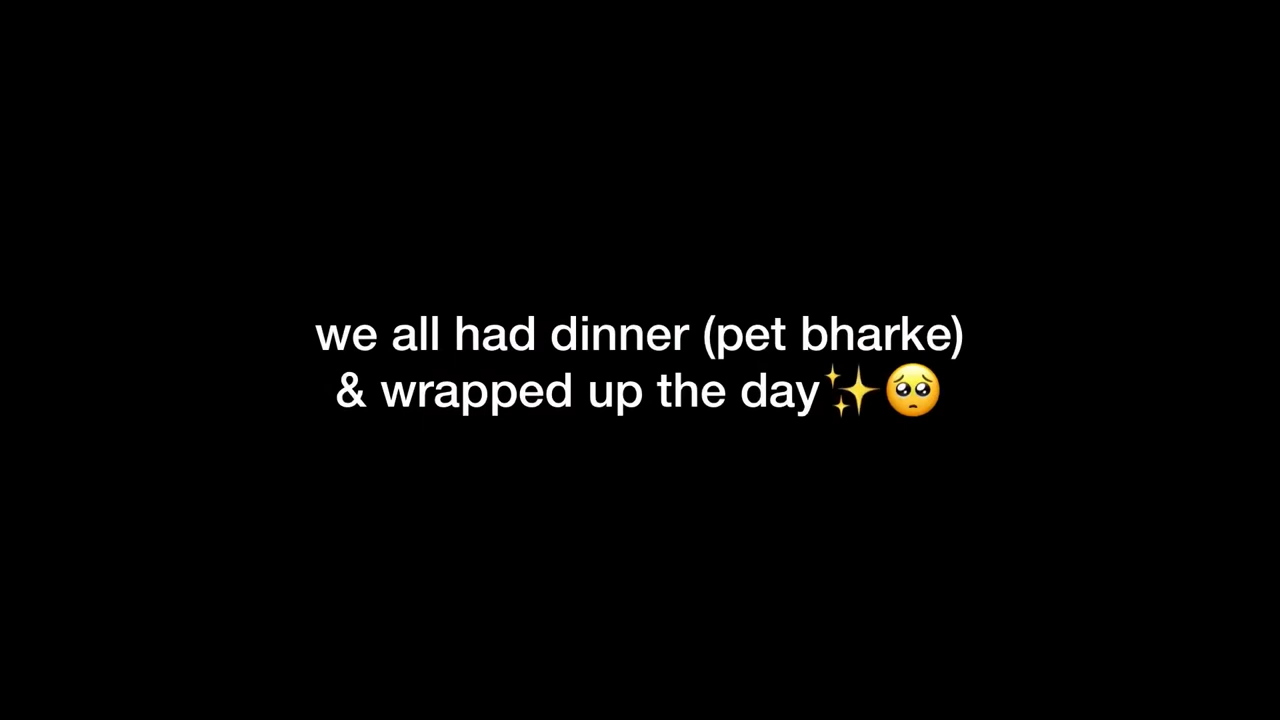 we all had dinner (pet bharke)
& wrapped up the day✨🥺